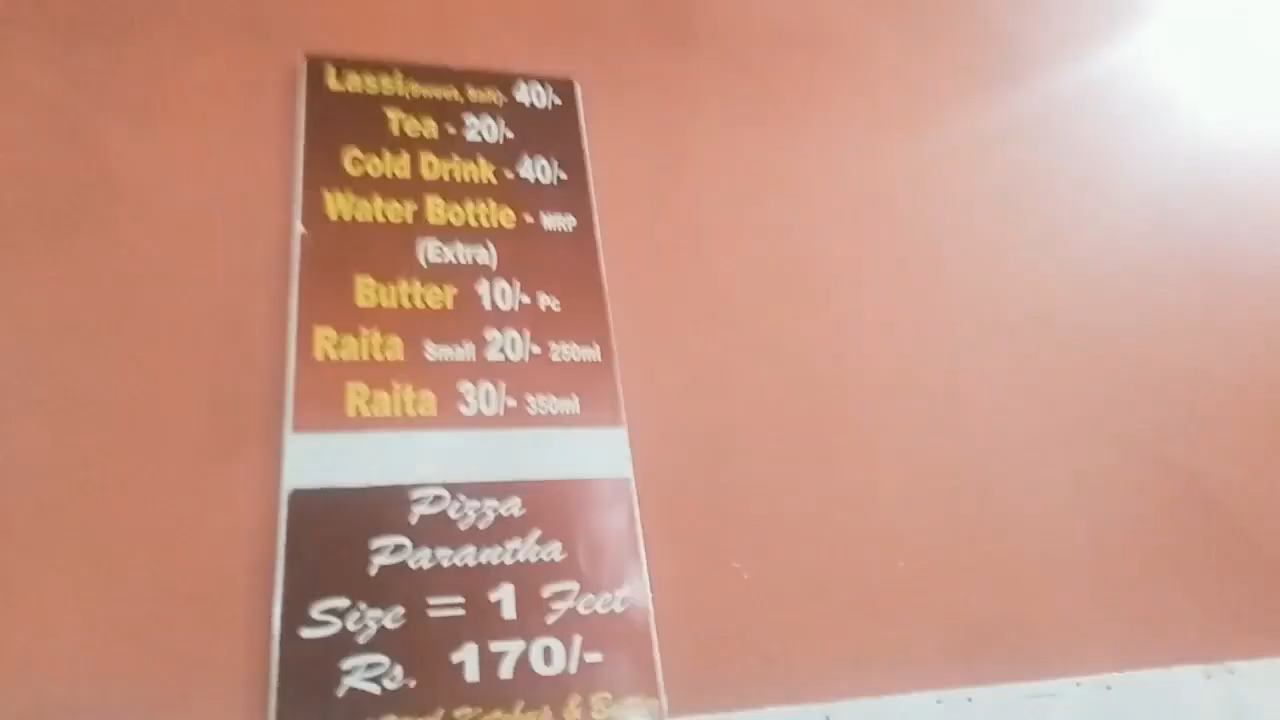 Lassi (Sweet, Salt) - 40/-
Tea - 20/-
Cold Drink - 40/-
Water Bottle - MRP
(Extra)
Butter 10/- Pc
Raita Small 20/- 250ml
Raita 30/- 350ml
Pizza
Parantha
Size = 1 Feet
Rs. 170/-
&